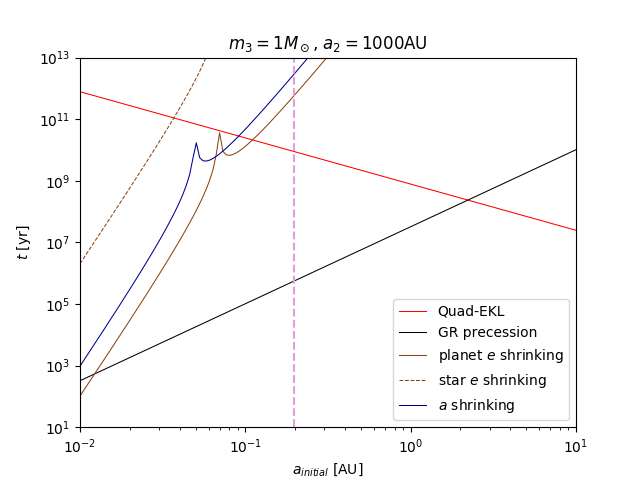 m₃ = 1M⊙, a₂ = 1000AU
10¹³
10¹¹
10⁹
10⁷
10⁵
10³
10¹
t [yr]
Quad-EKL
GR precession
planet e shrinking
star e shrinking
a shrinking
10⁻² 10⁻¹ 10⁰ 10¹
a_initial [AU]